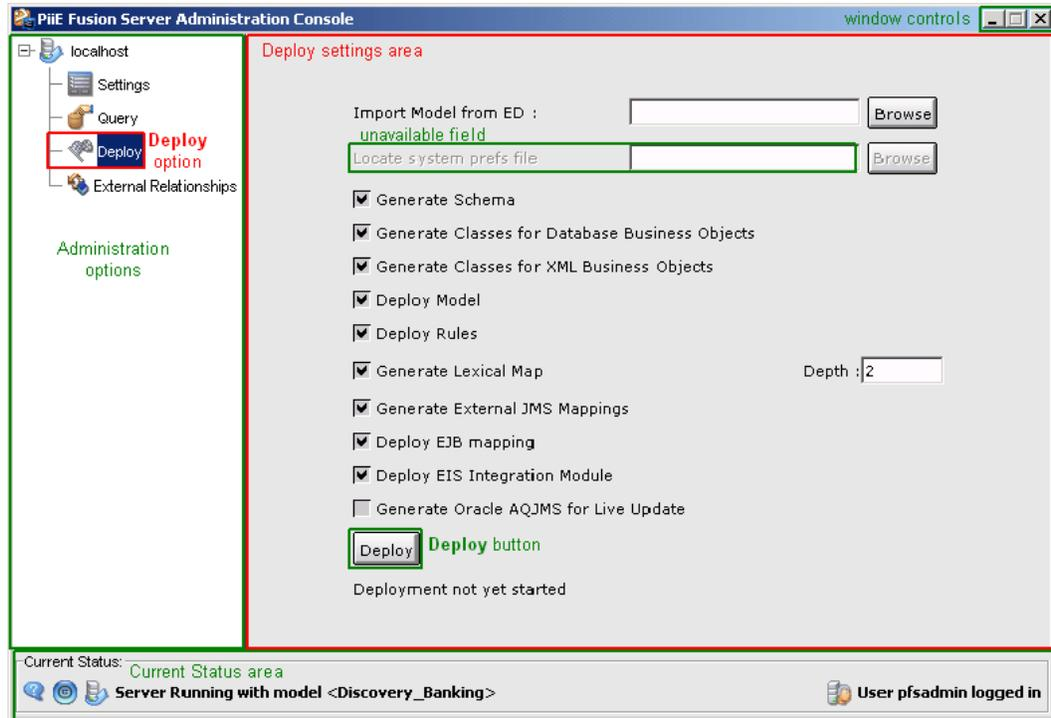 PiiE Fusion Server Administration Console
window controls
localhost
Settings
Query
Deploy
Deploy
option
External Relationships
Administration
options
Deploy settings area
Import Model from ED :
Browse
unavailable field
Locate system prefs file
Browse
Generate Schema
Generate Classes for Database Business Objects
Generate Classes for XML Business Objects
Deploy Model
Deploy Rules
Generate Lexical Map
Depth : 2
Generate External JMS Mappings
Deploy EJB mapping
Deploy EIS Integration Module
Generate Oracle AQJMS for Live Update
Deploy
Deploy button
Deployment not yet started
Current Status:
Current Status area
Server Running with model <Discovery_Banking>
User pfsadmin logged in